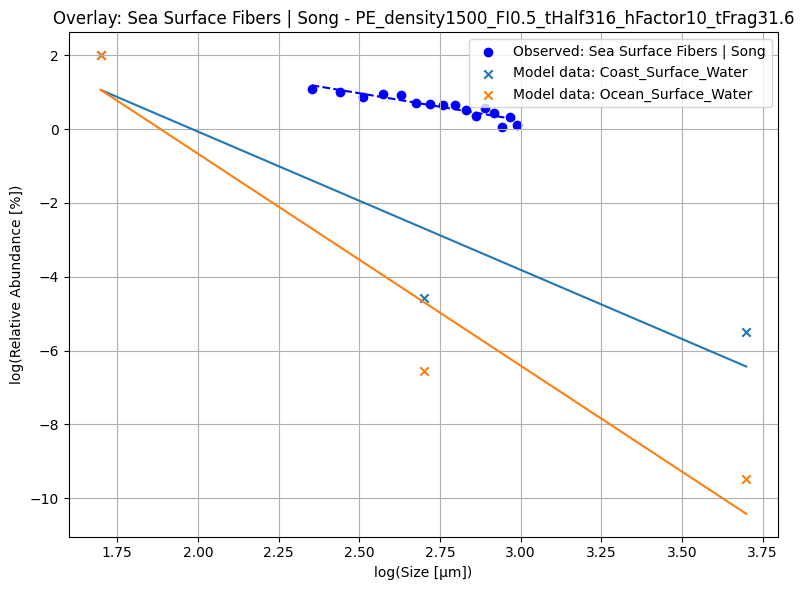 Overlay: Sea Surface Fibers | Song - PE_density1500_FI0.5_tHalf316_hFactor10_tFrag31.6
Observed: Sea Surface Fibers | Song
Model data: Coast_Surface_Water
Model data: Ocean_Surface_Water
log(Relative Abundance [%])
2
0
−2
−4
−6
−8
−10
1.75 2.00 2.25 2.50 2.75 3.00 3.25 3.50 3.75
log(Size [μm])